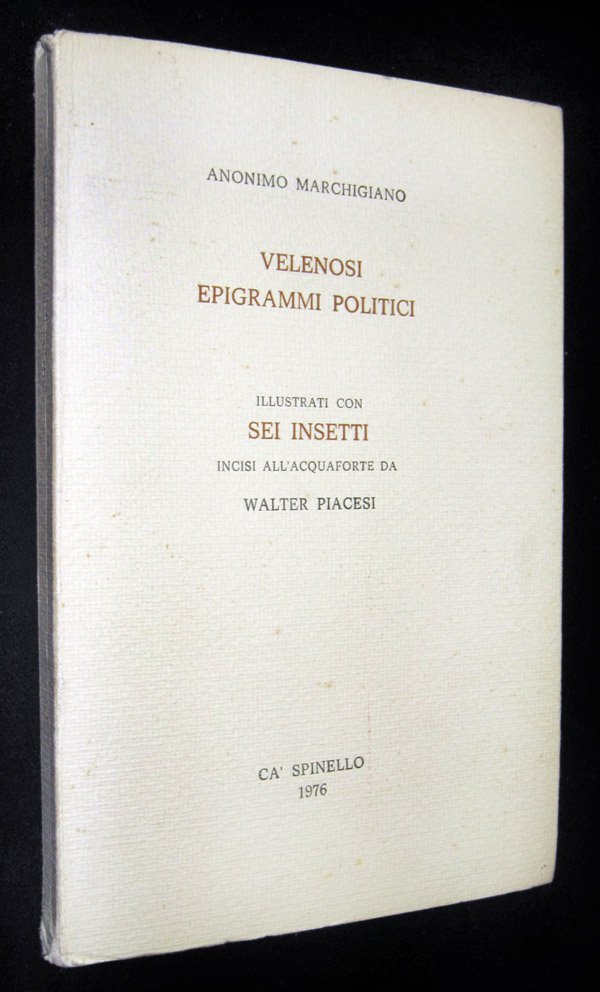 ANONIMO MARCHIGIANO
VELENOSI
EPIGRAMMI POLITICI
ILLUSTRATI CON
SEI INSETTI
INCISI ALL'ACQUAFORTE DA
WALTER PIACESI
CA' SPINELLO
1976